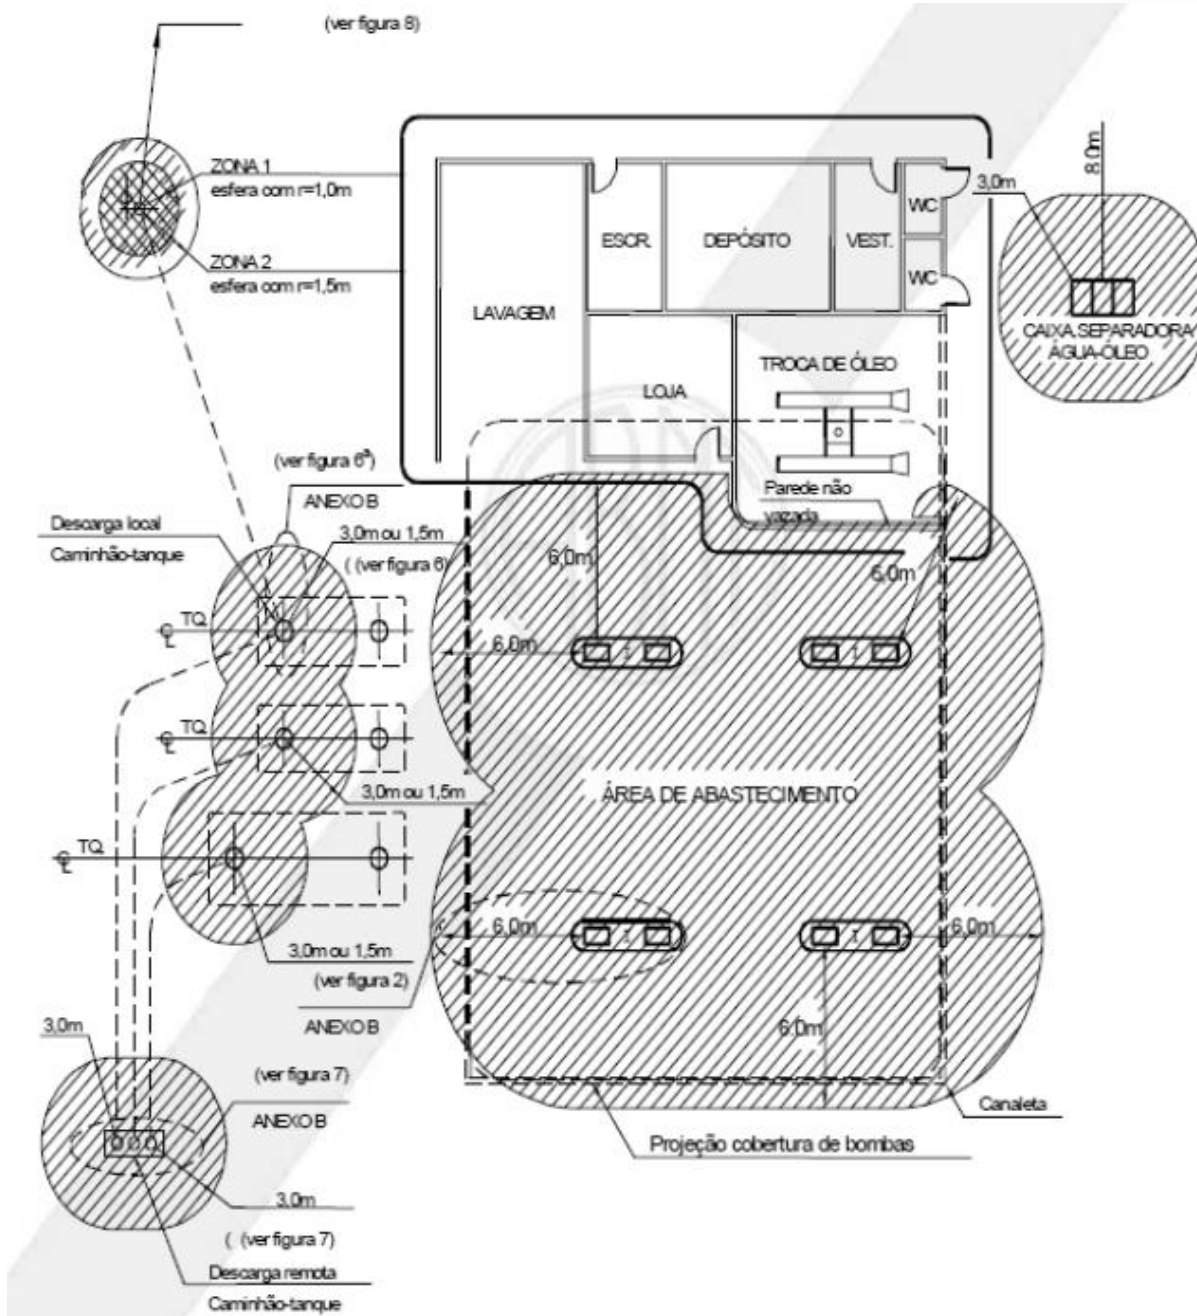 (ver figura 8)
ZONA 1
esfera com r=1,0m
ZONA 2
esfera com r=1,5m
ESCR.
DEPÓSITO
VEST.
WC
WC
LAVAGEM
LOJA
TROCA DE ÓLEO
3,0m
8,0m
CAIXA SEPARADORA
ÁGUA-ÓLEO
(ver figura 6ª)
ANEXO B
Descarga local
Caminhão-tanque
3,0m ou 1,5m
( (ver figura 6)
Parede não
vazada
6,0m
6,0m
6,0m
TQ.
TQ.
TQ.
3,0m ou 1,5m
ÁREA DE ABASTECIMENTO
6,0m
6,0m
6,0m
3,0m ou 1,5m
(ver figura 2)
ANEXO B
3,0m
(ver figura 7)
ANEXO B
Canaleta
Projeção cobertura de bombas
3,0m
( (ver figura 7)
Descarga remota
Caminhão-tanque